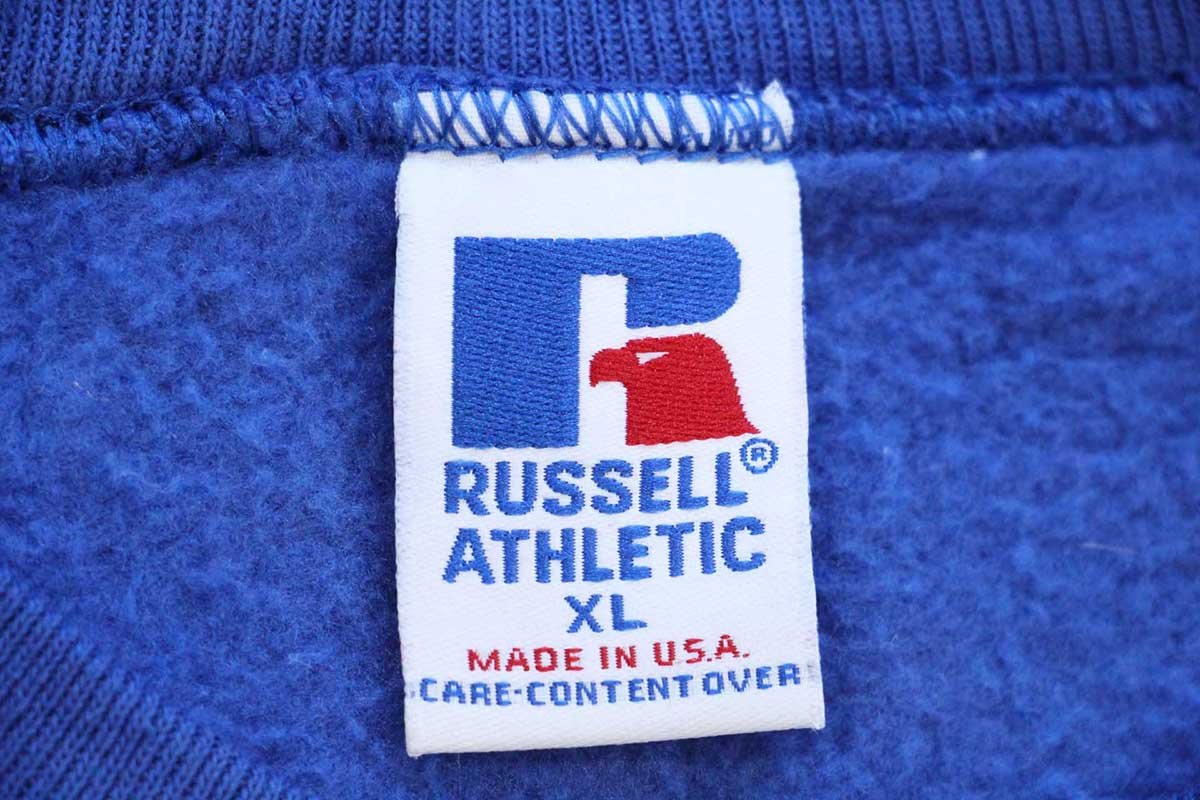 R
RUSSELL®
ATHLETIC
XL
MADE IN U.S.A.
CARE-CONTENT OVER